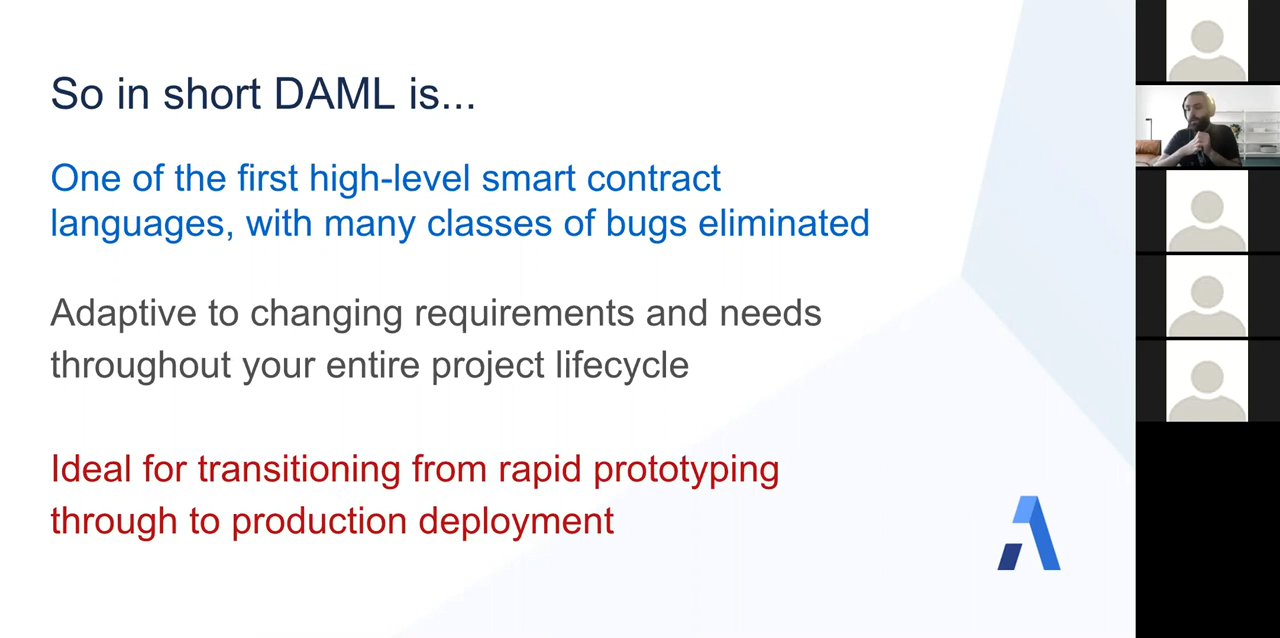 So in short DAML is...
One of the first high-level smart contract
languages, with many classes of bugs eliminated
Adaptive to changing requirements and needs
throughout your entire project lifecycle
Ideal for transitioning from rapid prototyping
through to production deployment